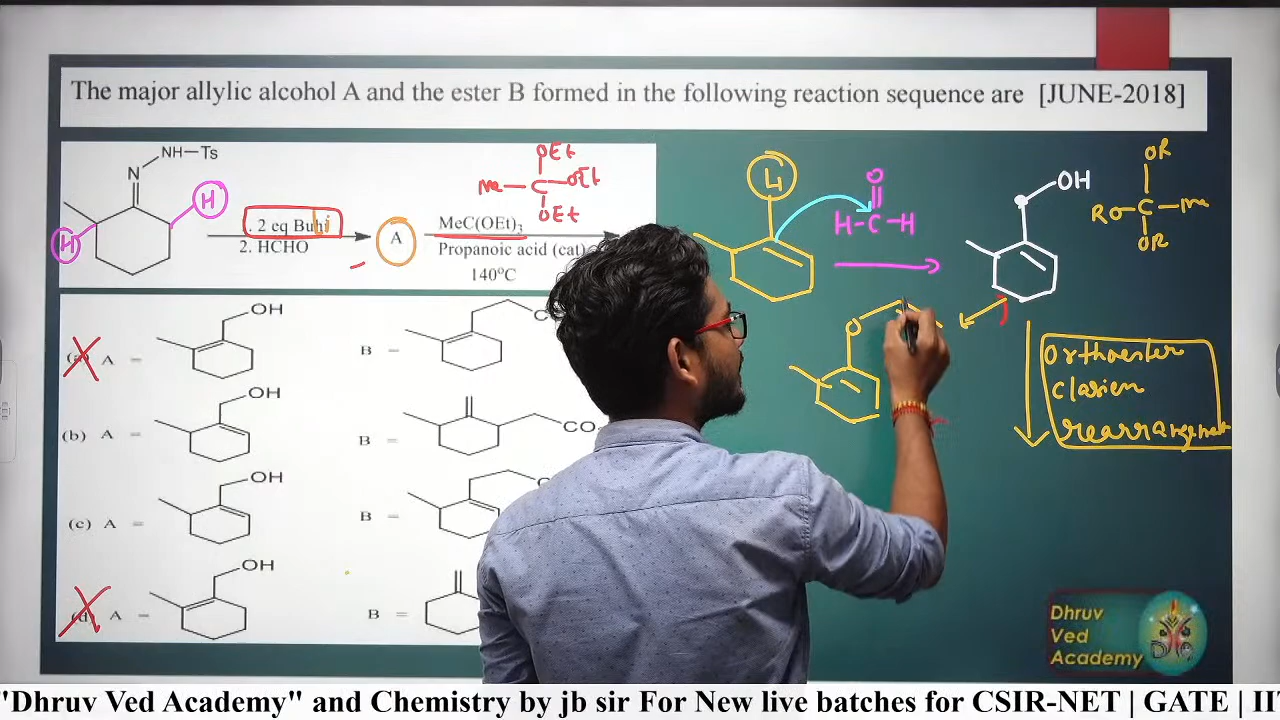 The major allylic alcohol A and the ester B formed in the following reaction sequence are [JUNE-2018]
NH—Ts
N
H
H
. 2 eq BuLi
2. HCHO
A
OEt
Me—C—OEt
OEt
MeC(OEt)3
Propanoic acid (cat)
140°C
Li
O
H-C-H
OH
OR
RO-C-Me
OR
O
Orthoester
Claisen
rearrangement
A =
OH
B =
(b) A =
OH
B =
(c) A =
OH
B =
A =
OH
B =
Dhruv
Ved
Academy
"Dhruv Ved Academy" and Chemistry by jb sir For New live batches for CSIR-NET | GATE | II